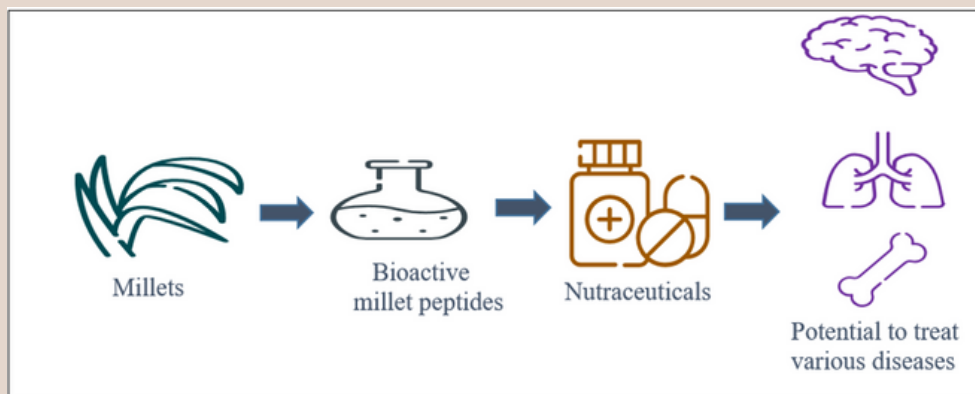 Millets
Bioactive
millet peptides
Nutraceuticals
Potential to treat
various diseases